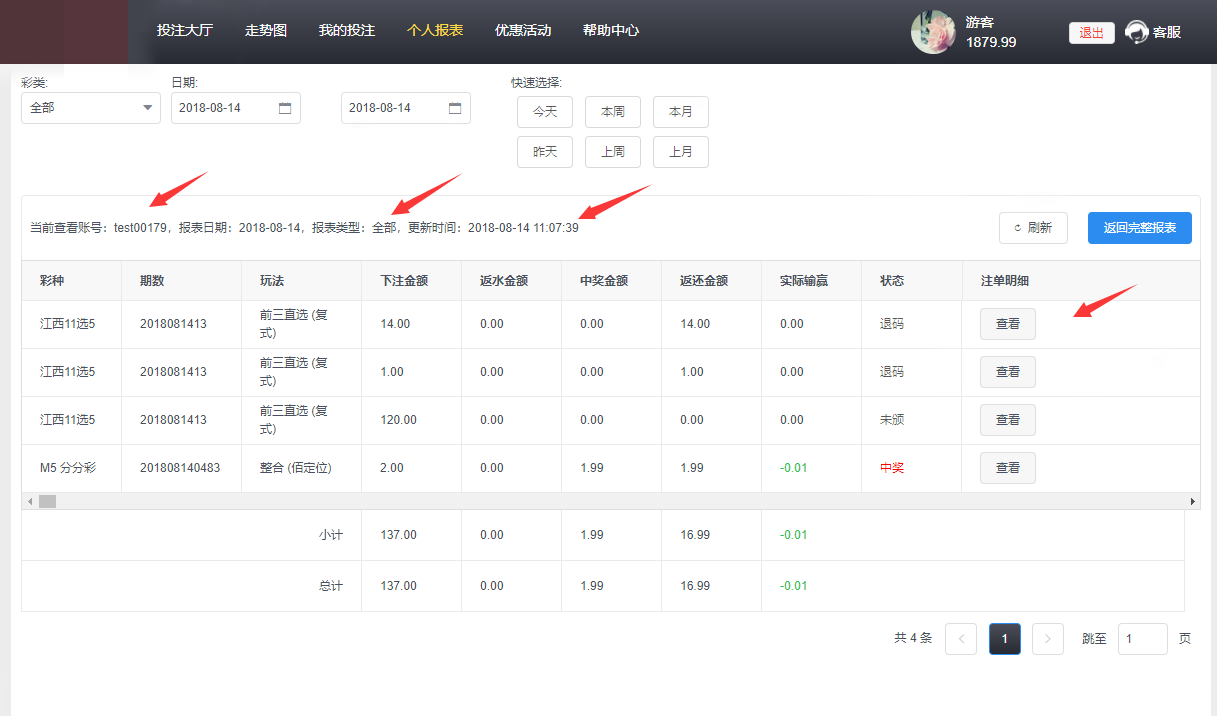 投注大厅 走势图 我的投注 个人报表 优惠活动 帮助中心 游客 1879.99 退出 客服
彩类: 日期: 快速选择:
全部 2018-08-14 2018-08-14 今天 本周 本月
昨天 上周 上月
当前查看账号：test00179，报表日期：2018-08-14，报表类型：全部，更新时间：2018-08-14 11:07:39 刷新 返回完整报表
彩种 期数 玩法 下注金额 返水金额 中奖金额 返还金额 实际输赢 状态 注单明细
江西11选5 2018081413 前三直选 (复式) 14.00 0.00 0.00 14.00 0.00 退码 查看
江西11选5 2018081413 前三直选 (复式) 1.00 0.00 0.00 1.00 0.00 退码 查看
江西11选5 2018081413 前三直选 (复式) 120.00 0.00 0.00 0.00 0.00 未颁 查看
M5 分分彩 201808140483 整合 (佰定位) 2.00 0.00 1.99 1.99 -0.01 中奖 查看
小计 137.00 0.00 1.99 16.99 -0.01
总计 137.00 0.00 1.99 16.99 -0.01
共 4 条 < 1 > 跳至 1 页